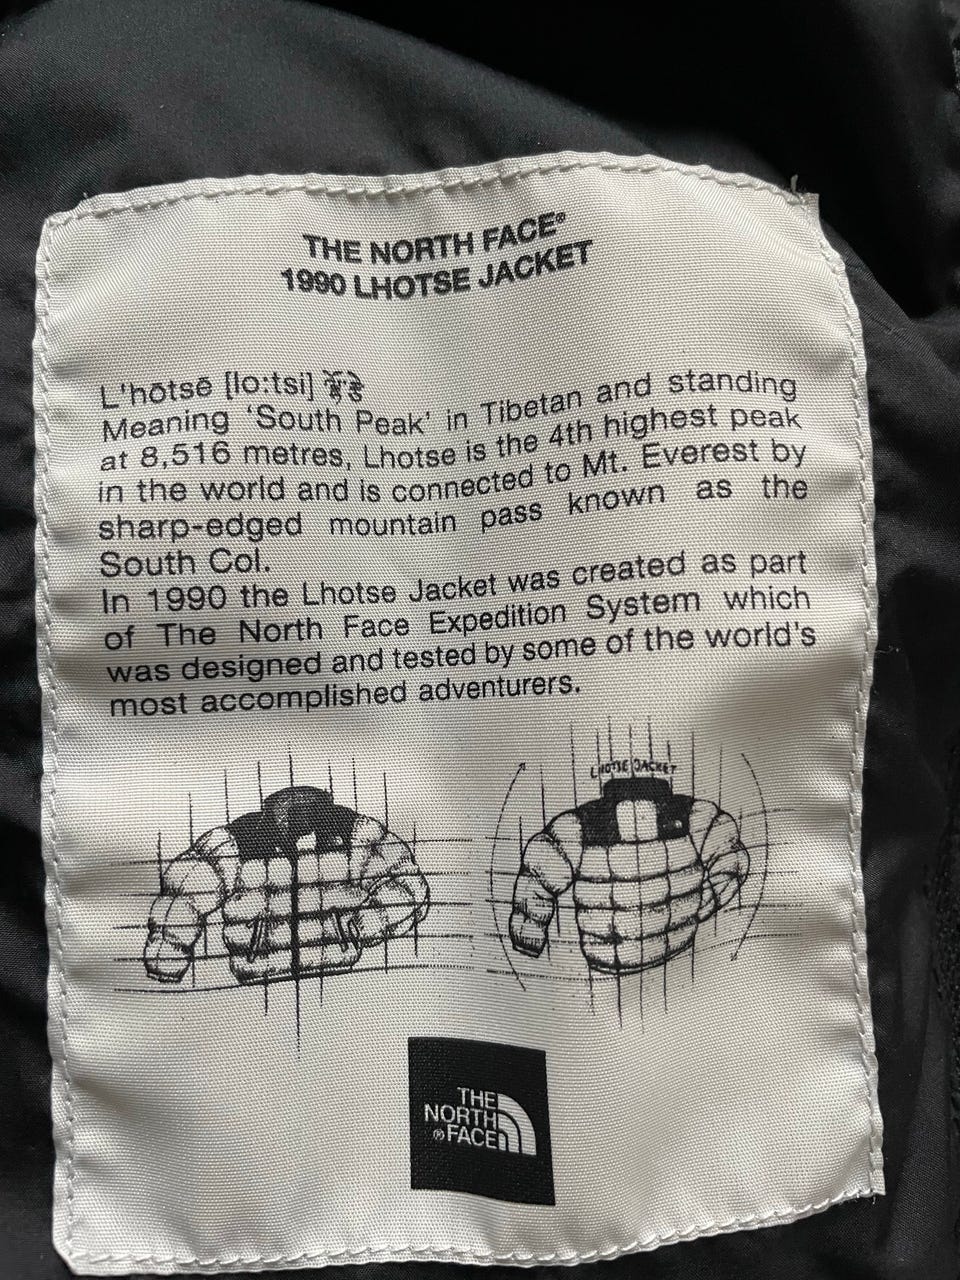 THE NORTH FACE®
1990 LHOTSE JACKET
L'hōtsē [lo:tsi]
Meaning 'South Peak' in Tibetan and standing
at 8,516 metres, Lhotse is the 4th highest peak
in the world and is connected to Mt. Everest by
sharp-edged mountain pass known as the
South Col.
In 1990 the Lhotse Jacket was created as part
of The North Face Expedition System which
was designed and tested by some of the world's
most accomplished adventurers.
LHOTSE JACKET
THE
NORTH
®FACE